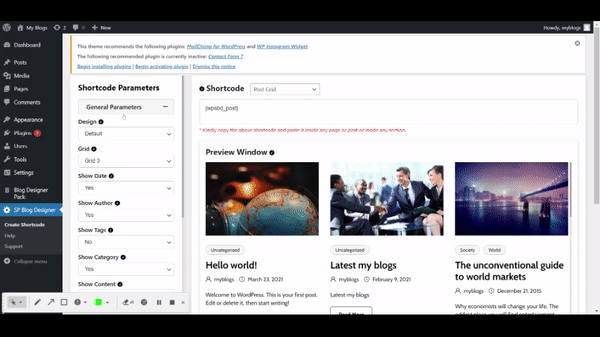 My Blogs 2 0 + New
Howdy, myblogs
Dashboard
Posts
Media
Pages
Comments
Appearance
Plugins
Users
Tools
Settings
Blog Designer
Pack
SP Blog Designer
Create Shortcode
Help
Support
Collapse menu
This theme recommends the following plugins: MailChimp for WordPress and WP Instagram Widget.
The following recommended plugin is currently inactive: Contact Form 7.
Begin installing plugins | Begin activating plugin | Dismiss this notice
Shortcode Parameters
General Parameters
Design
Default
Grid
Grid 3
Show Date
Yes
Show Author
Yes
Show Tags
No
Show Category
Yes
Show Content
Shortcode
Post Grid
[wpsbd_post]
* Kindly copy the above shortcode and paste it inside any page or post or inside any section.
Preview Window
Uncategorized
Hello world!
myblogs March 23, 2021
Welcome to WordPress. This is your first post.
Edit or delete it, then start writing!
Uncategorized
Latest my blogs
myblogs February 9, 2021
Latest my blogs
Read More
Society World
The unconventional guide
to world markets
myblogs December 21, 2015
Why economists will change your life. The